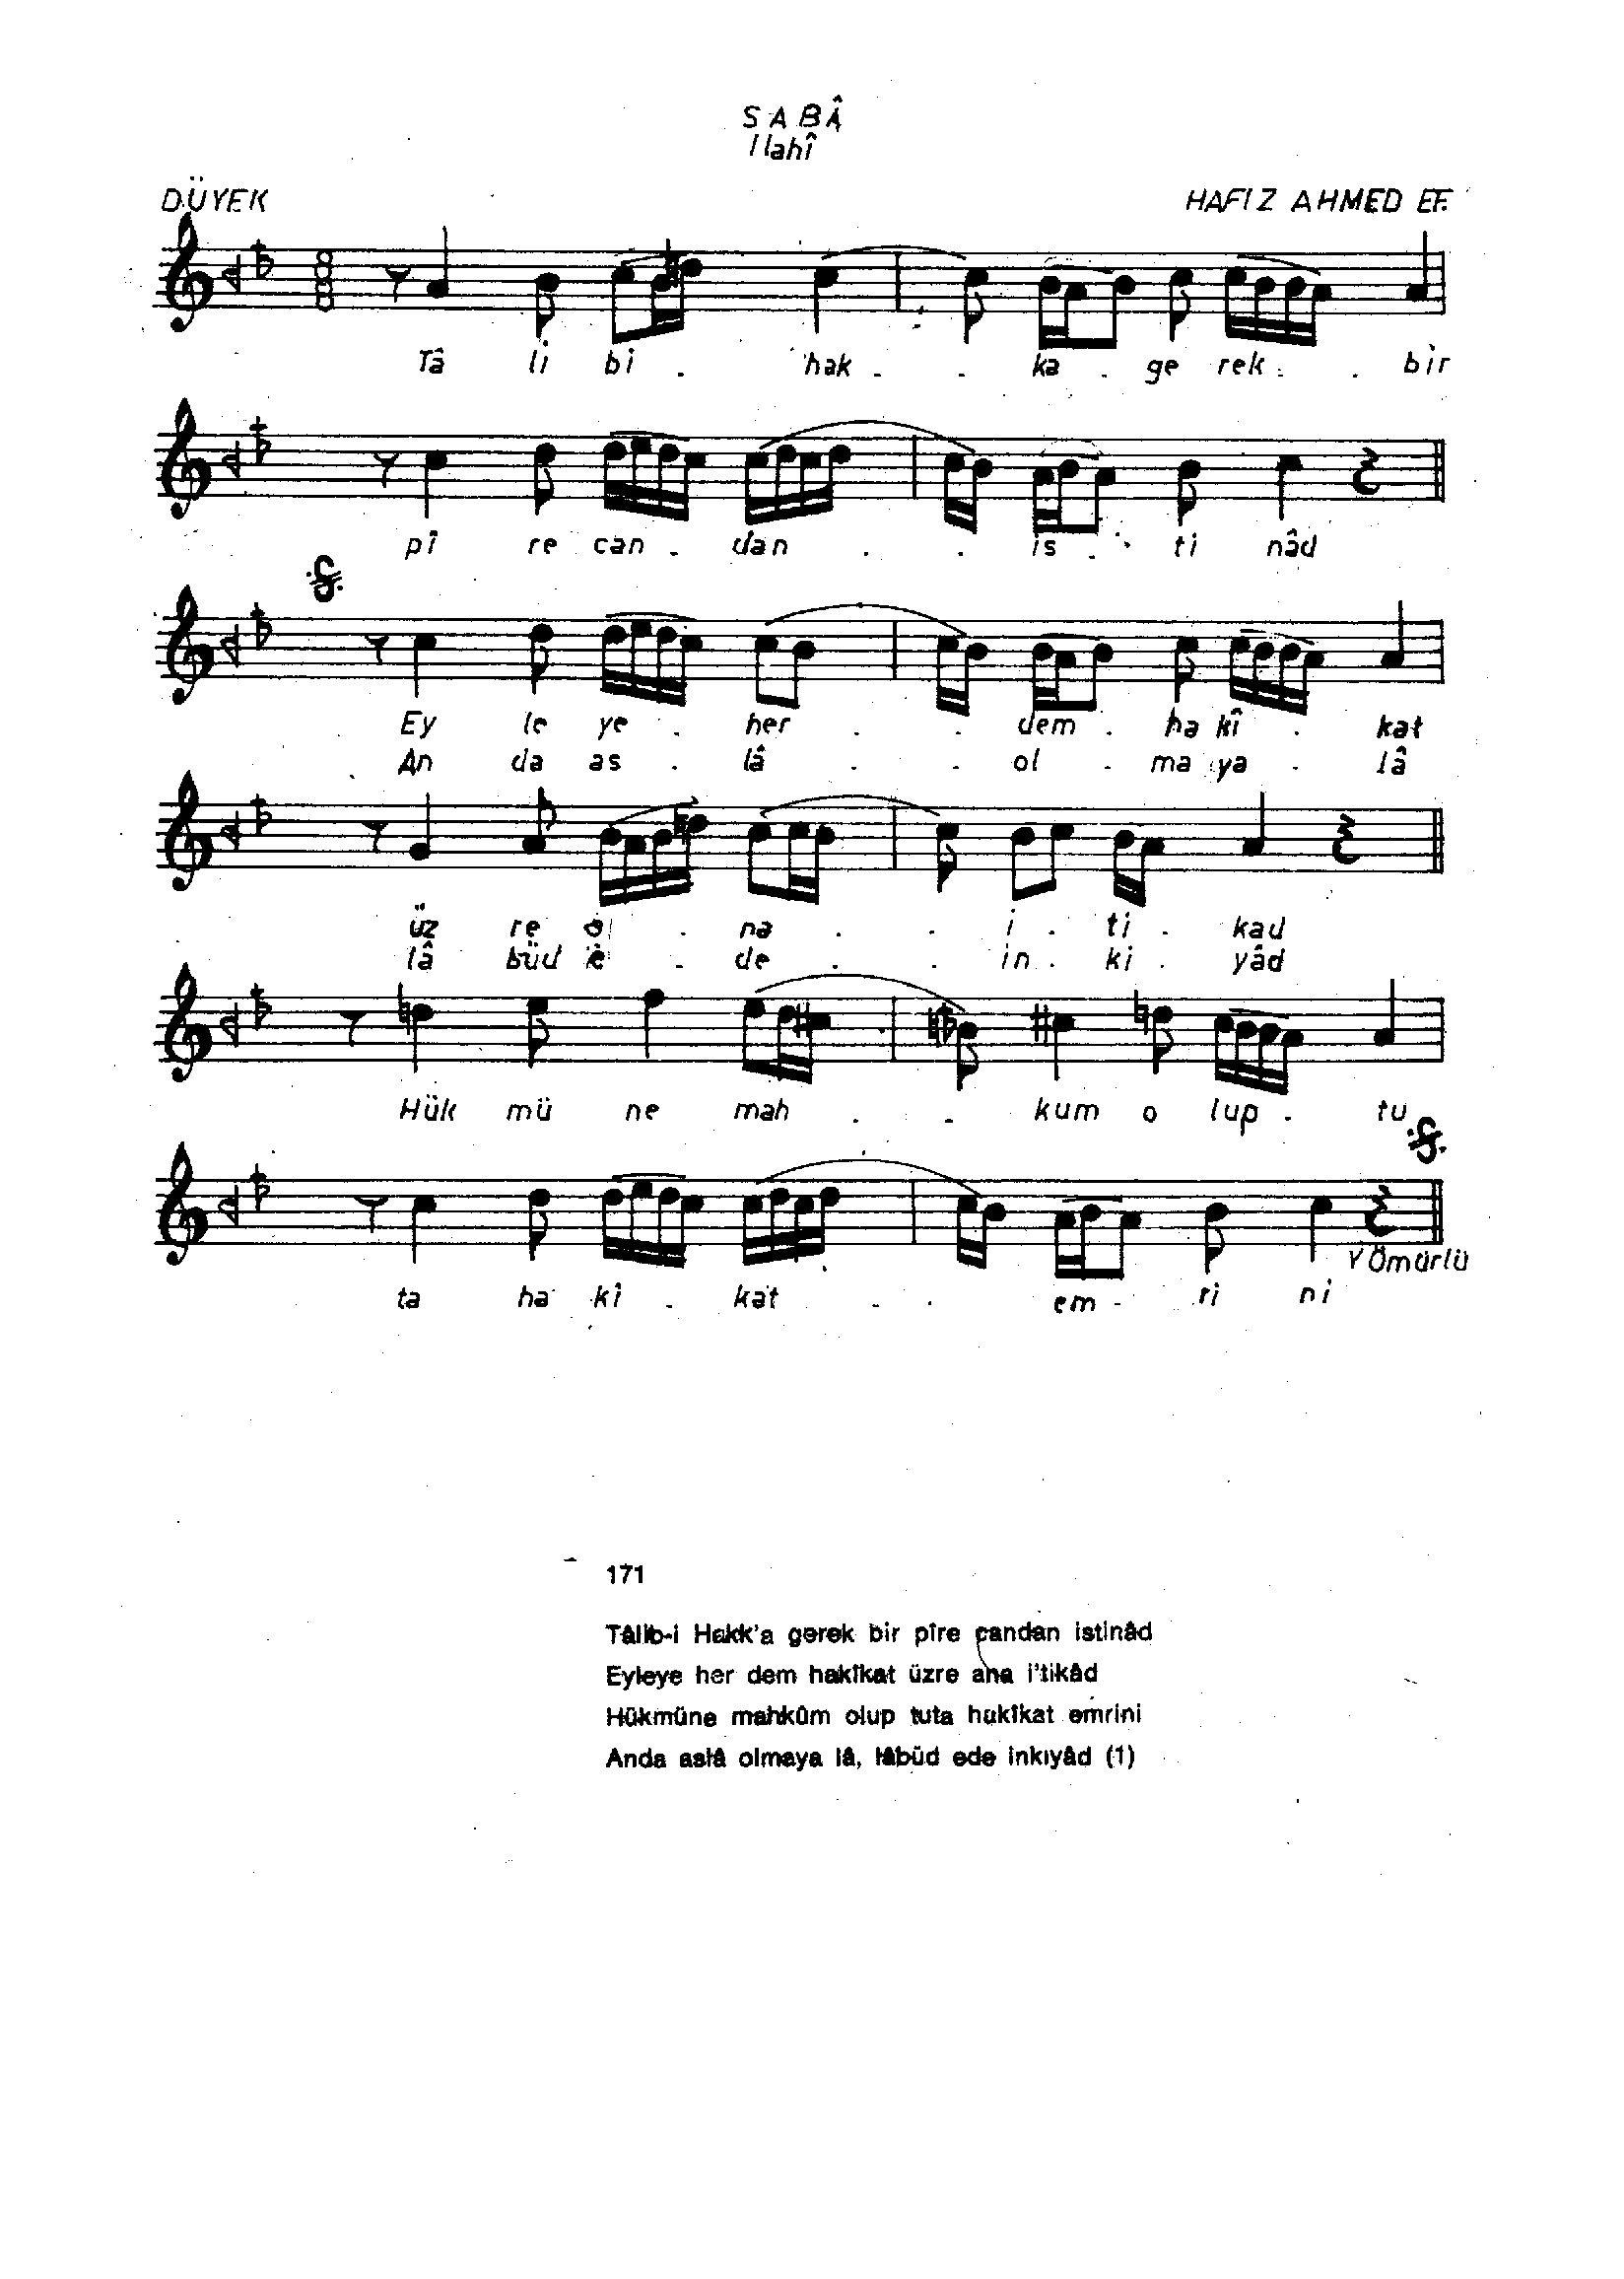 SABÂ
Ilahî
DÜYEK
HAFIZ AHMED EF.
8
8
Tâ li bi . hak . . ka . ge rek . . bir
pî re can . dan . . is . . ti nâd
Ey le ye . her . . dem . ha kî . kat
An da as . lâ . . ol . ma ya . lâ
üz re a . na . . i . ti . kad
lâ büd e . de . . in . ki . yâd
Hük mü ne mah . . kum o lup . tu
ta ha kî . kat . . em . ri ni
Y Ömürlü
171
Tâlib-i Hakk'a gerek bir pîre candan istinâd
Eyleye her dem hakîkat üzre ana i'tikâd
Hükmüne mahkûm olup tuta hakîkat emrini
Anda aslâ olmaya lâ, lâbüd ede inkıyâd (1)